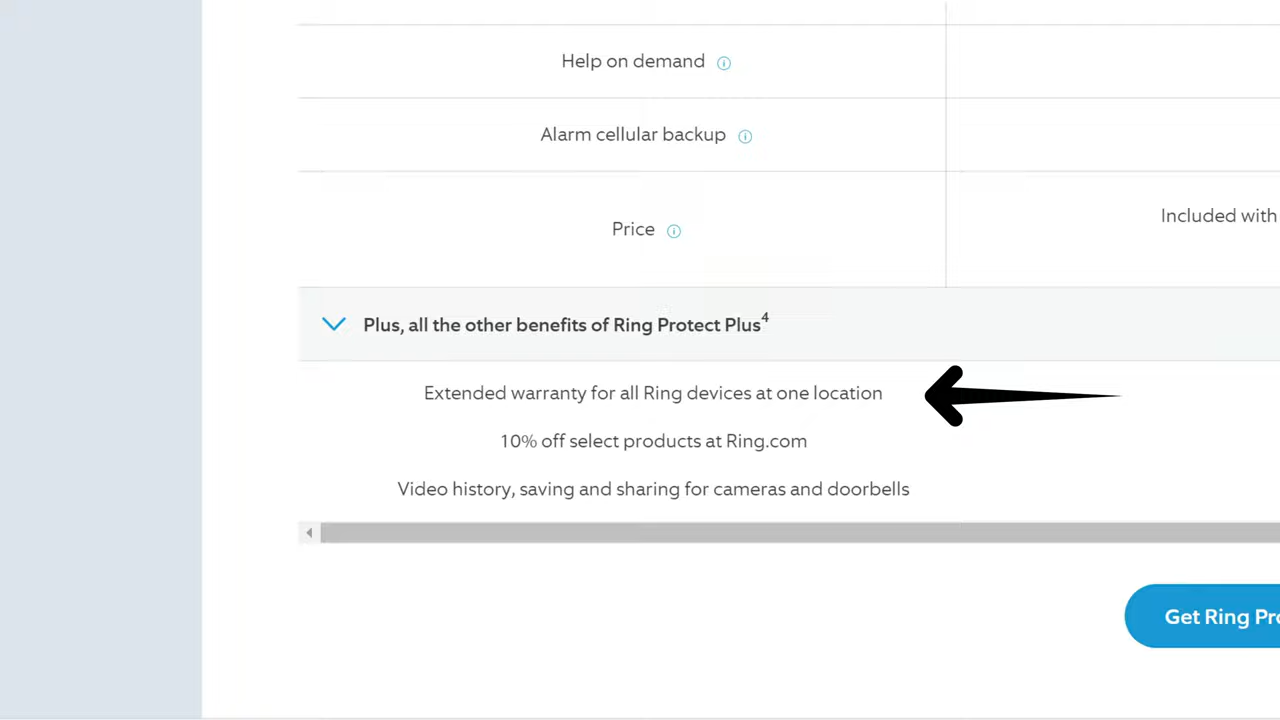 Help on demand
Alarm cellular backup
Price
Included with
Plus, all the other benefits of Ring Protect Plus4
Extended warranty for all Ring devices at one location
10% off select products at Ring.com
Video history, saving and sharing for cameras and doorbells
Get Ring Pro